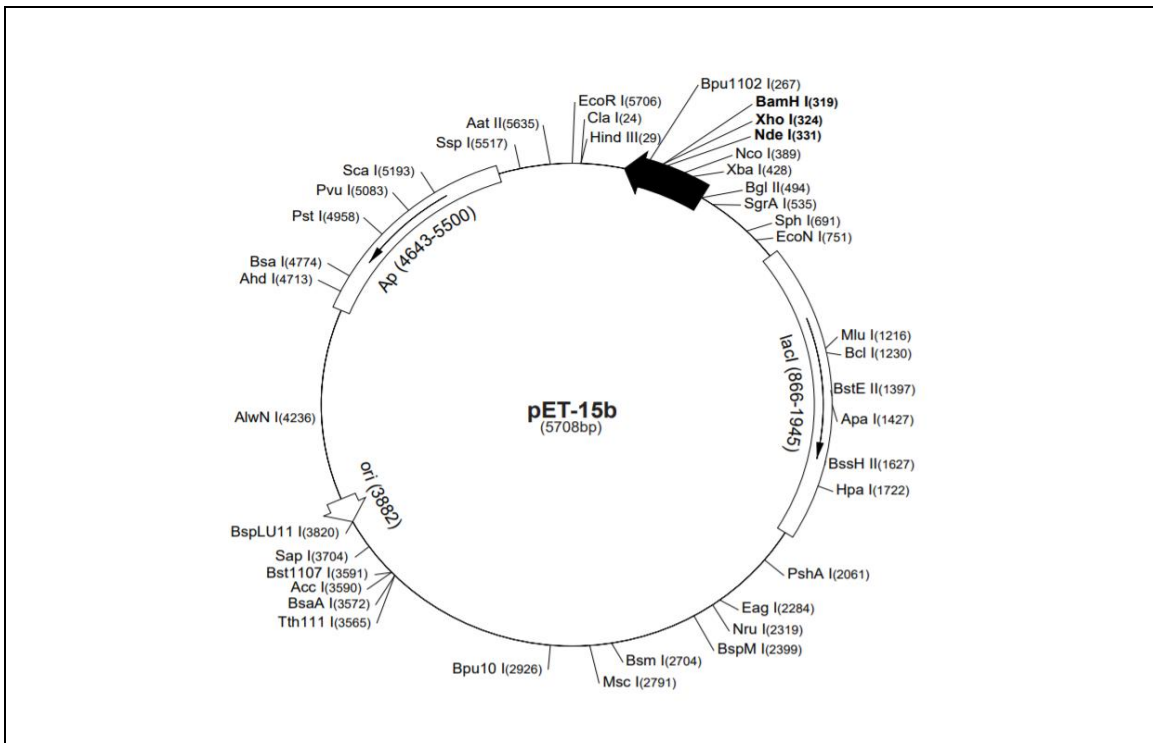 Bpu1102 I(267)
BamH I(319)
Xho I(324)
Nde I(331)
Nco I(389)
Xba I(428)
Bgl II(494)
SgrA I(535)
Sph I(691)
EcoN I(751)
EcoR I(5706)
Cla I(24)
Hind III(29)
Aat II(5635)
Ssp I(5517)
Sca I(5193)
Pvu I(5083)
Pst I(4958)
Bsa I(4774)
Ahd I(4713)
Ap (4643-5500)
Mlu I(1216)
Bcl I(1230)
BstE II(1397)
Apa I(1427)
BssH II(1627)
Hpa I(1722)
lacI (866-1945)
pET-15b
(5708bp)
AlwN I(4236)
ori (3882)
BspLU11 I(3820)
Sap I(3704)
Bst1107 I(3591)
Acc I(3590)
BsaA I(3572)
Tth111 I(3565)
PshA I(2061)
Eag I(2284)
Nru I(2319)
BspM I(2399)
Bsm I(2704)
Msc I(2791)
Bpu10 I(2926)